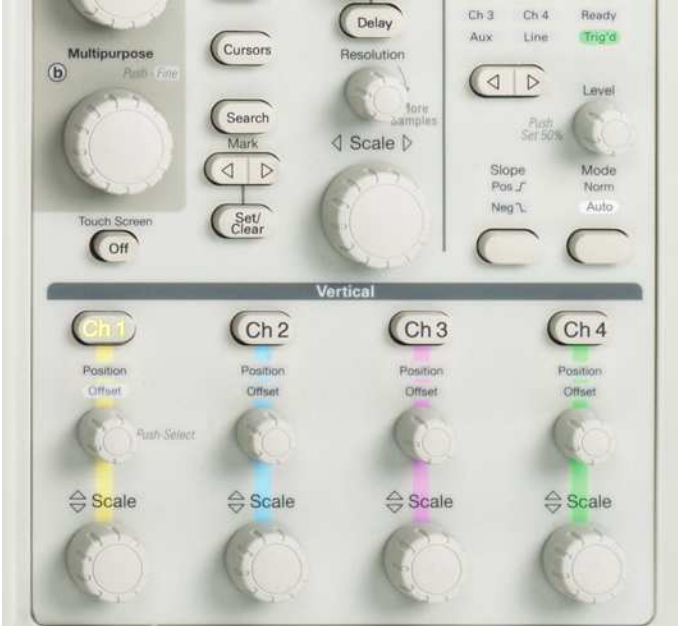 Delay
Ch 3 Ch 4 Ready
Aux Line Trig'd
Multipurpose
b Push - Fine
Cursors
Resolution
More
Samples
Level
Push
Set 50%
Search
Mark
Scale
Slope Mode
Pos Norm
Neg Auto
Touch Screen
Off
Set/
Clear
Vertical
Ch 1 Ch 2 Ch 3 Ch 4
Position Position Position Position
Offset Offset Offset Offset
Push-Select
Scale Scale Scale Scale